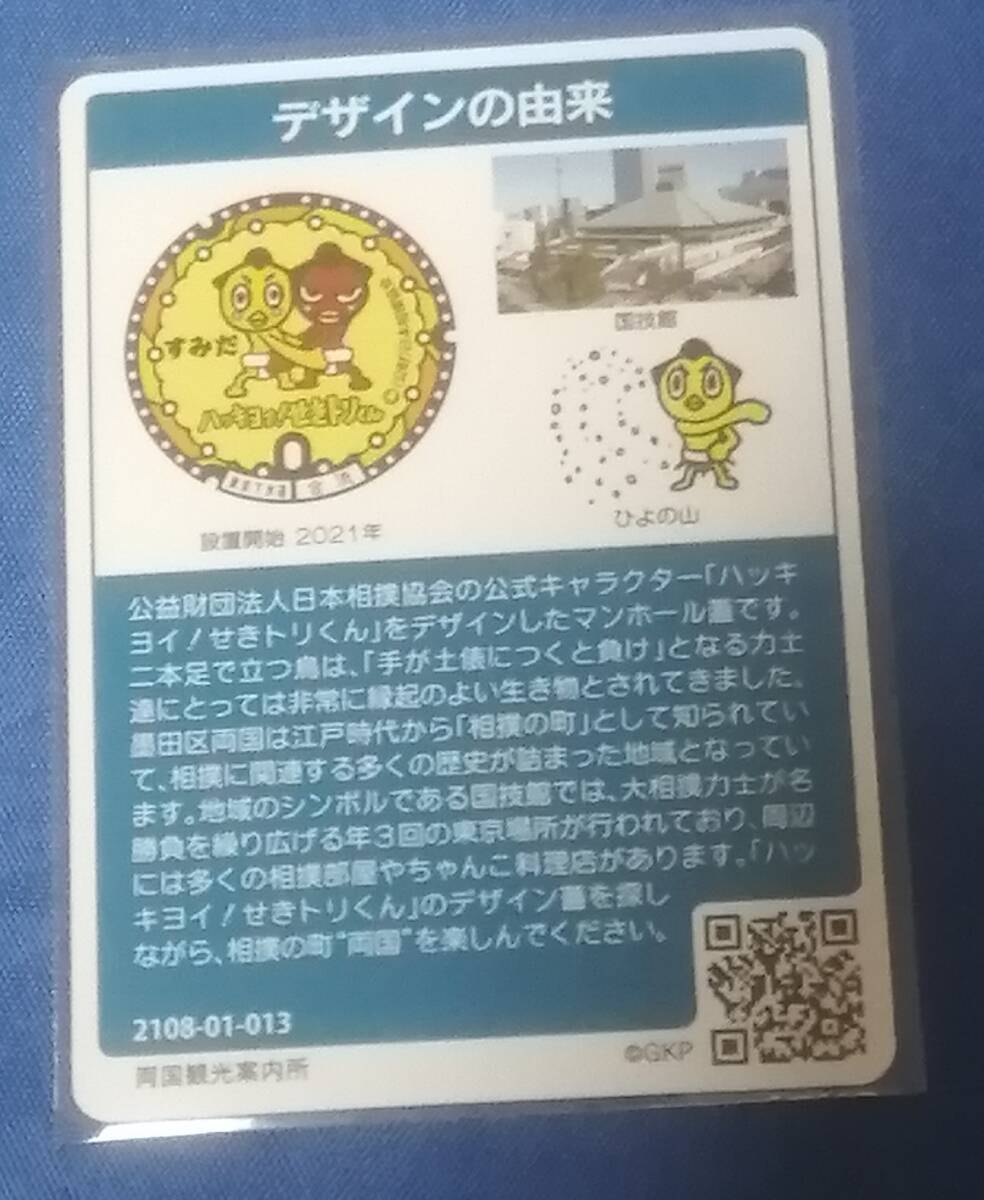 デザインの由来
すみだ
ハッキヨイ!せきトリくん
合流
国技館
ひよの山
設置開始 2021年
公益財団法人日本相撲協会の公式キャラクター「ハッキ
ヨイ!せきトリくん」をデザインしたマンホール蓋です。
二本足で立つ鳥は、「手が土俵につくと負け」となる力士
達にとっては非常に縁起のよい生き物とされてきました。
墨田区両国は江戸時代から「相撲の町」として知られてい
て、相撲に関連する多くの歴史が詰まった地域となってい
ます。地域のシンボルである国技館では、大相撲力士が名
勝負を繰り広げる年3回の東京場所が行われており、周辺
には多くの相撲部屋やちゃんこ料理店があります。「ハッ
キヨイ!せきトリくん」のデザイン蓋を探し
ながら、相撲の町"両国"を楽しんでください。
2108-01-013
©GKP
両国観光案内所